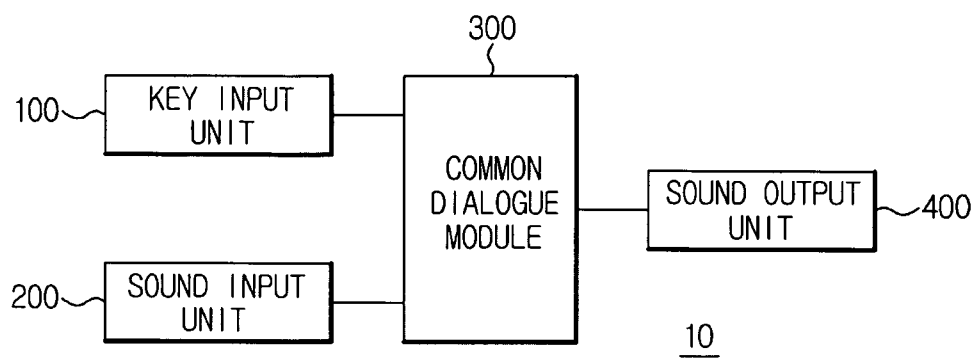 300
100
KEY INPUT
UNIT
COMMON
DIALOGUE
MODULE
SOUND OUTPUT
UNIT
400
200
SOUND INPUT
UNIT
10